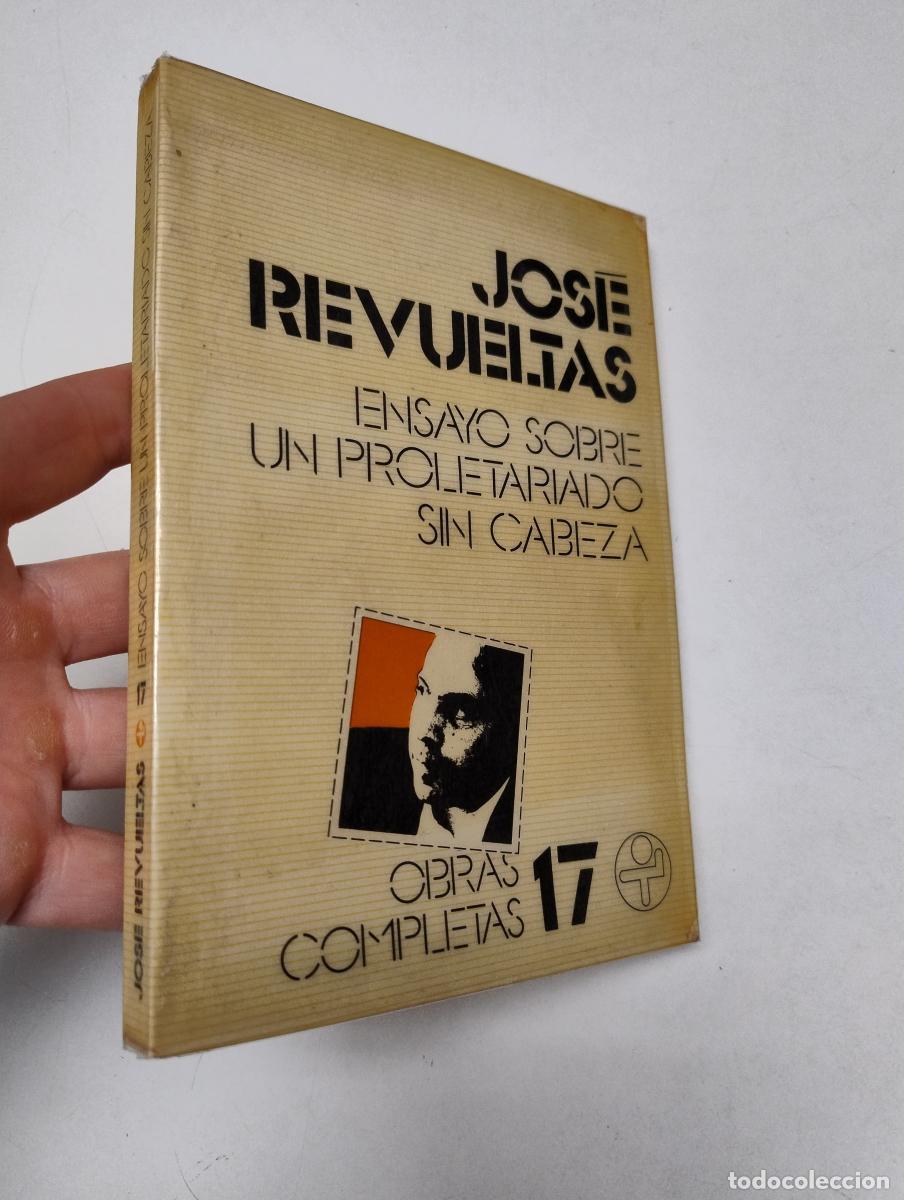 JOSÉ
REVUELTAS
ENSAYO SOBRE
UN PROLETARIADO
SIN CABEZA
OBRAS
COMPLETAS 17
JOSÉ REVUELTAS 17 ENSAYO SOBRE UN PROLETARIADO SIN CABEZA
todocoleccion